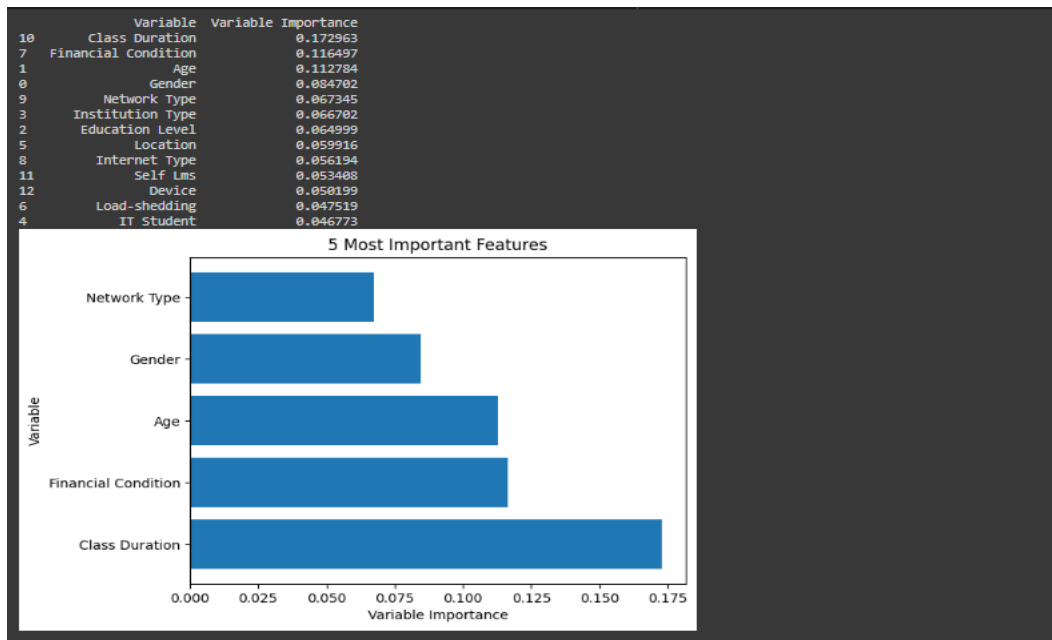 Variable Variable Importance
10 Class Duration 0.172963
7 Financial Condition 0.116497
1 Age 0.112784
0 Gender 0.084702
9 Network Type 0.067345
3 Institution Type 0.066702
2 Education Level 0.064999
5 Location 0.059916
8 Internet Type 0.056194
11 Self Lms 0.053408
12 Device 0.050199
6 Load-shedding 0.047519
4 IT Student 0.046773
5 Most Important Features
Network Type
Gender
Age
Financial Condition
Class Duration
Variable
0.000 0.025 0.050 0.075 0.100 0.125 0.150 0.175
Variable Importance